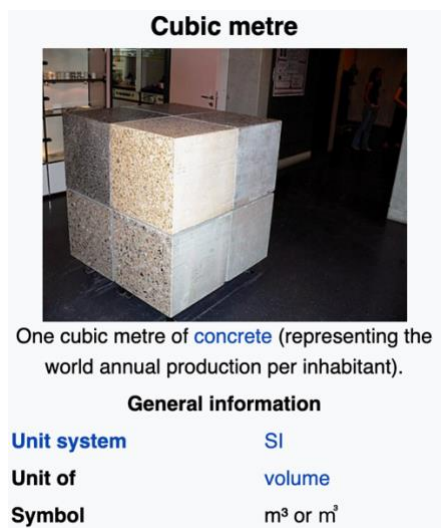 Cubic metre
One cubic metre of concrete (representing the
world annual production per inhabitant).
General information
Unit system SI
Unit of volume
Symbol m³ or ㎥